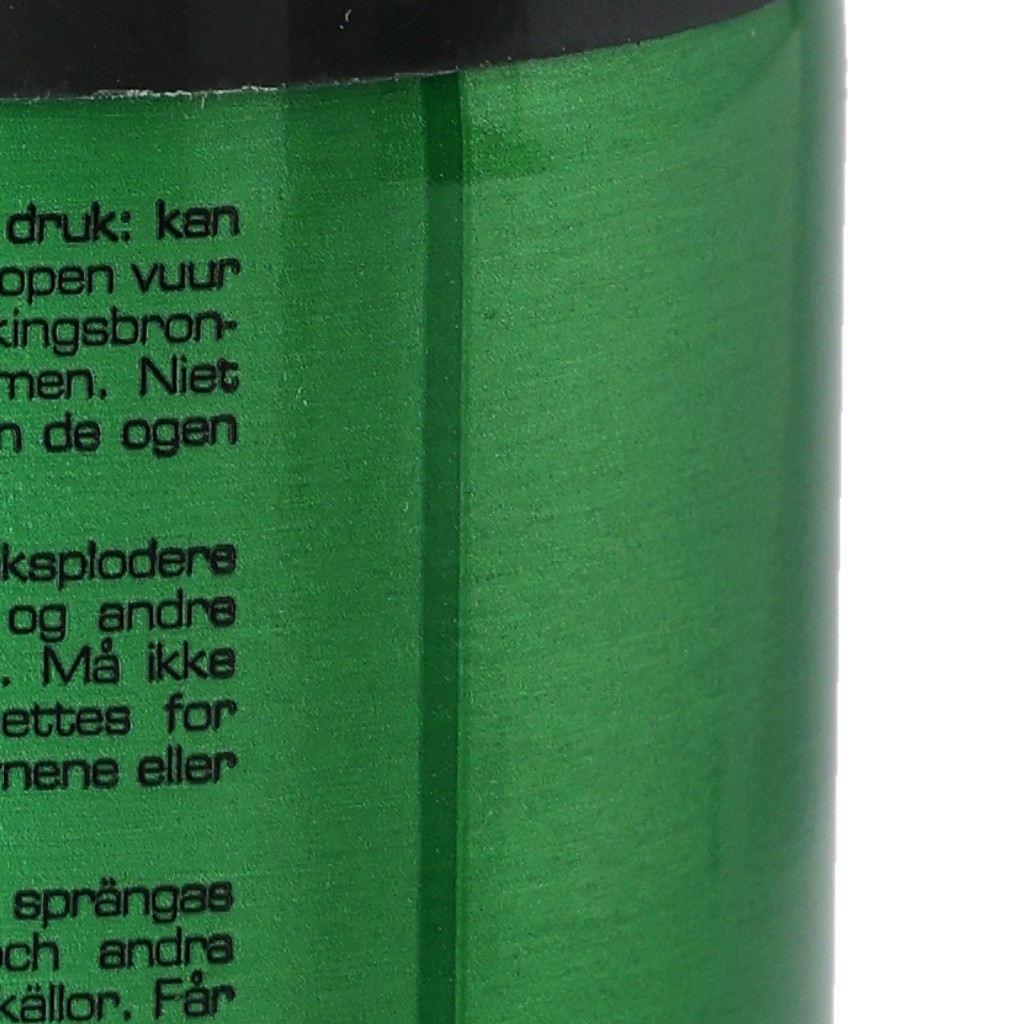 druk: kan
open vuur
kingsbron-
men. Niet
n de ogen
ksplodere
og andre
. Må ikke
ettes for
nene eller
sprängas
och andra
källor. Får